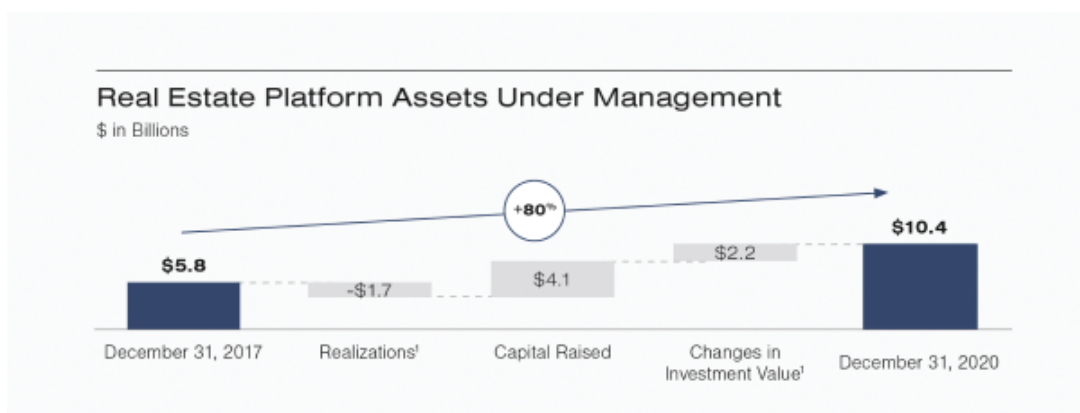 Real Estate Platform Assets Under Management
$ in Billions
+80%
$10.4
$5.8
$2.2
$4.1
-$1.7
December 31, 2017
Realizations¹
Capital Raised
Changes in
Investment Value¹
December 31, 2020